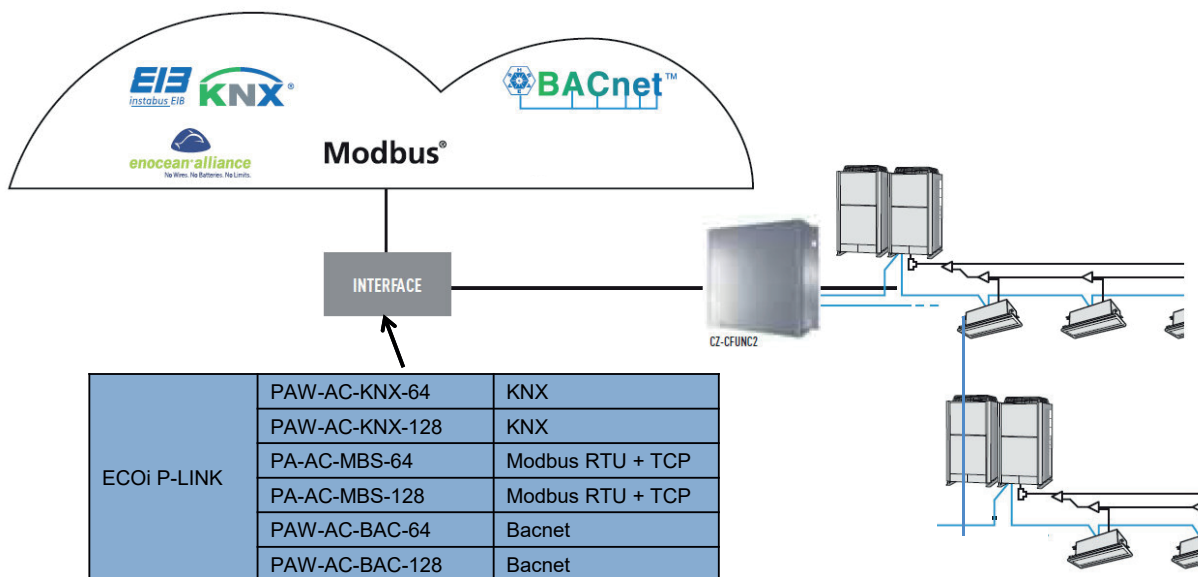 EIB
instabus EIB
KNX®
BACnet™
enocean alliance
No Wires. No Batteries. No Limits.
Modbus®
INTERFACE
CZ-CFUNC2
ECOi P-LINK
PAW-AC-KNX-64 KNX
PAW-AC-KNX-128 KNX
PA-AC-MBS-64 Modbus RTU + TCP
PA-AC-MBS-128 Modbus RTU + TCP
PAW-AC-BAC-64 Bacnet
PAW-AC-BAC-128 Bacnet